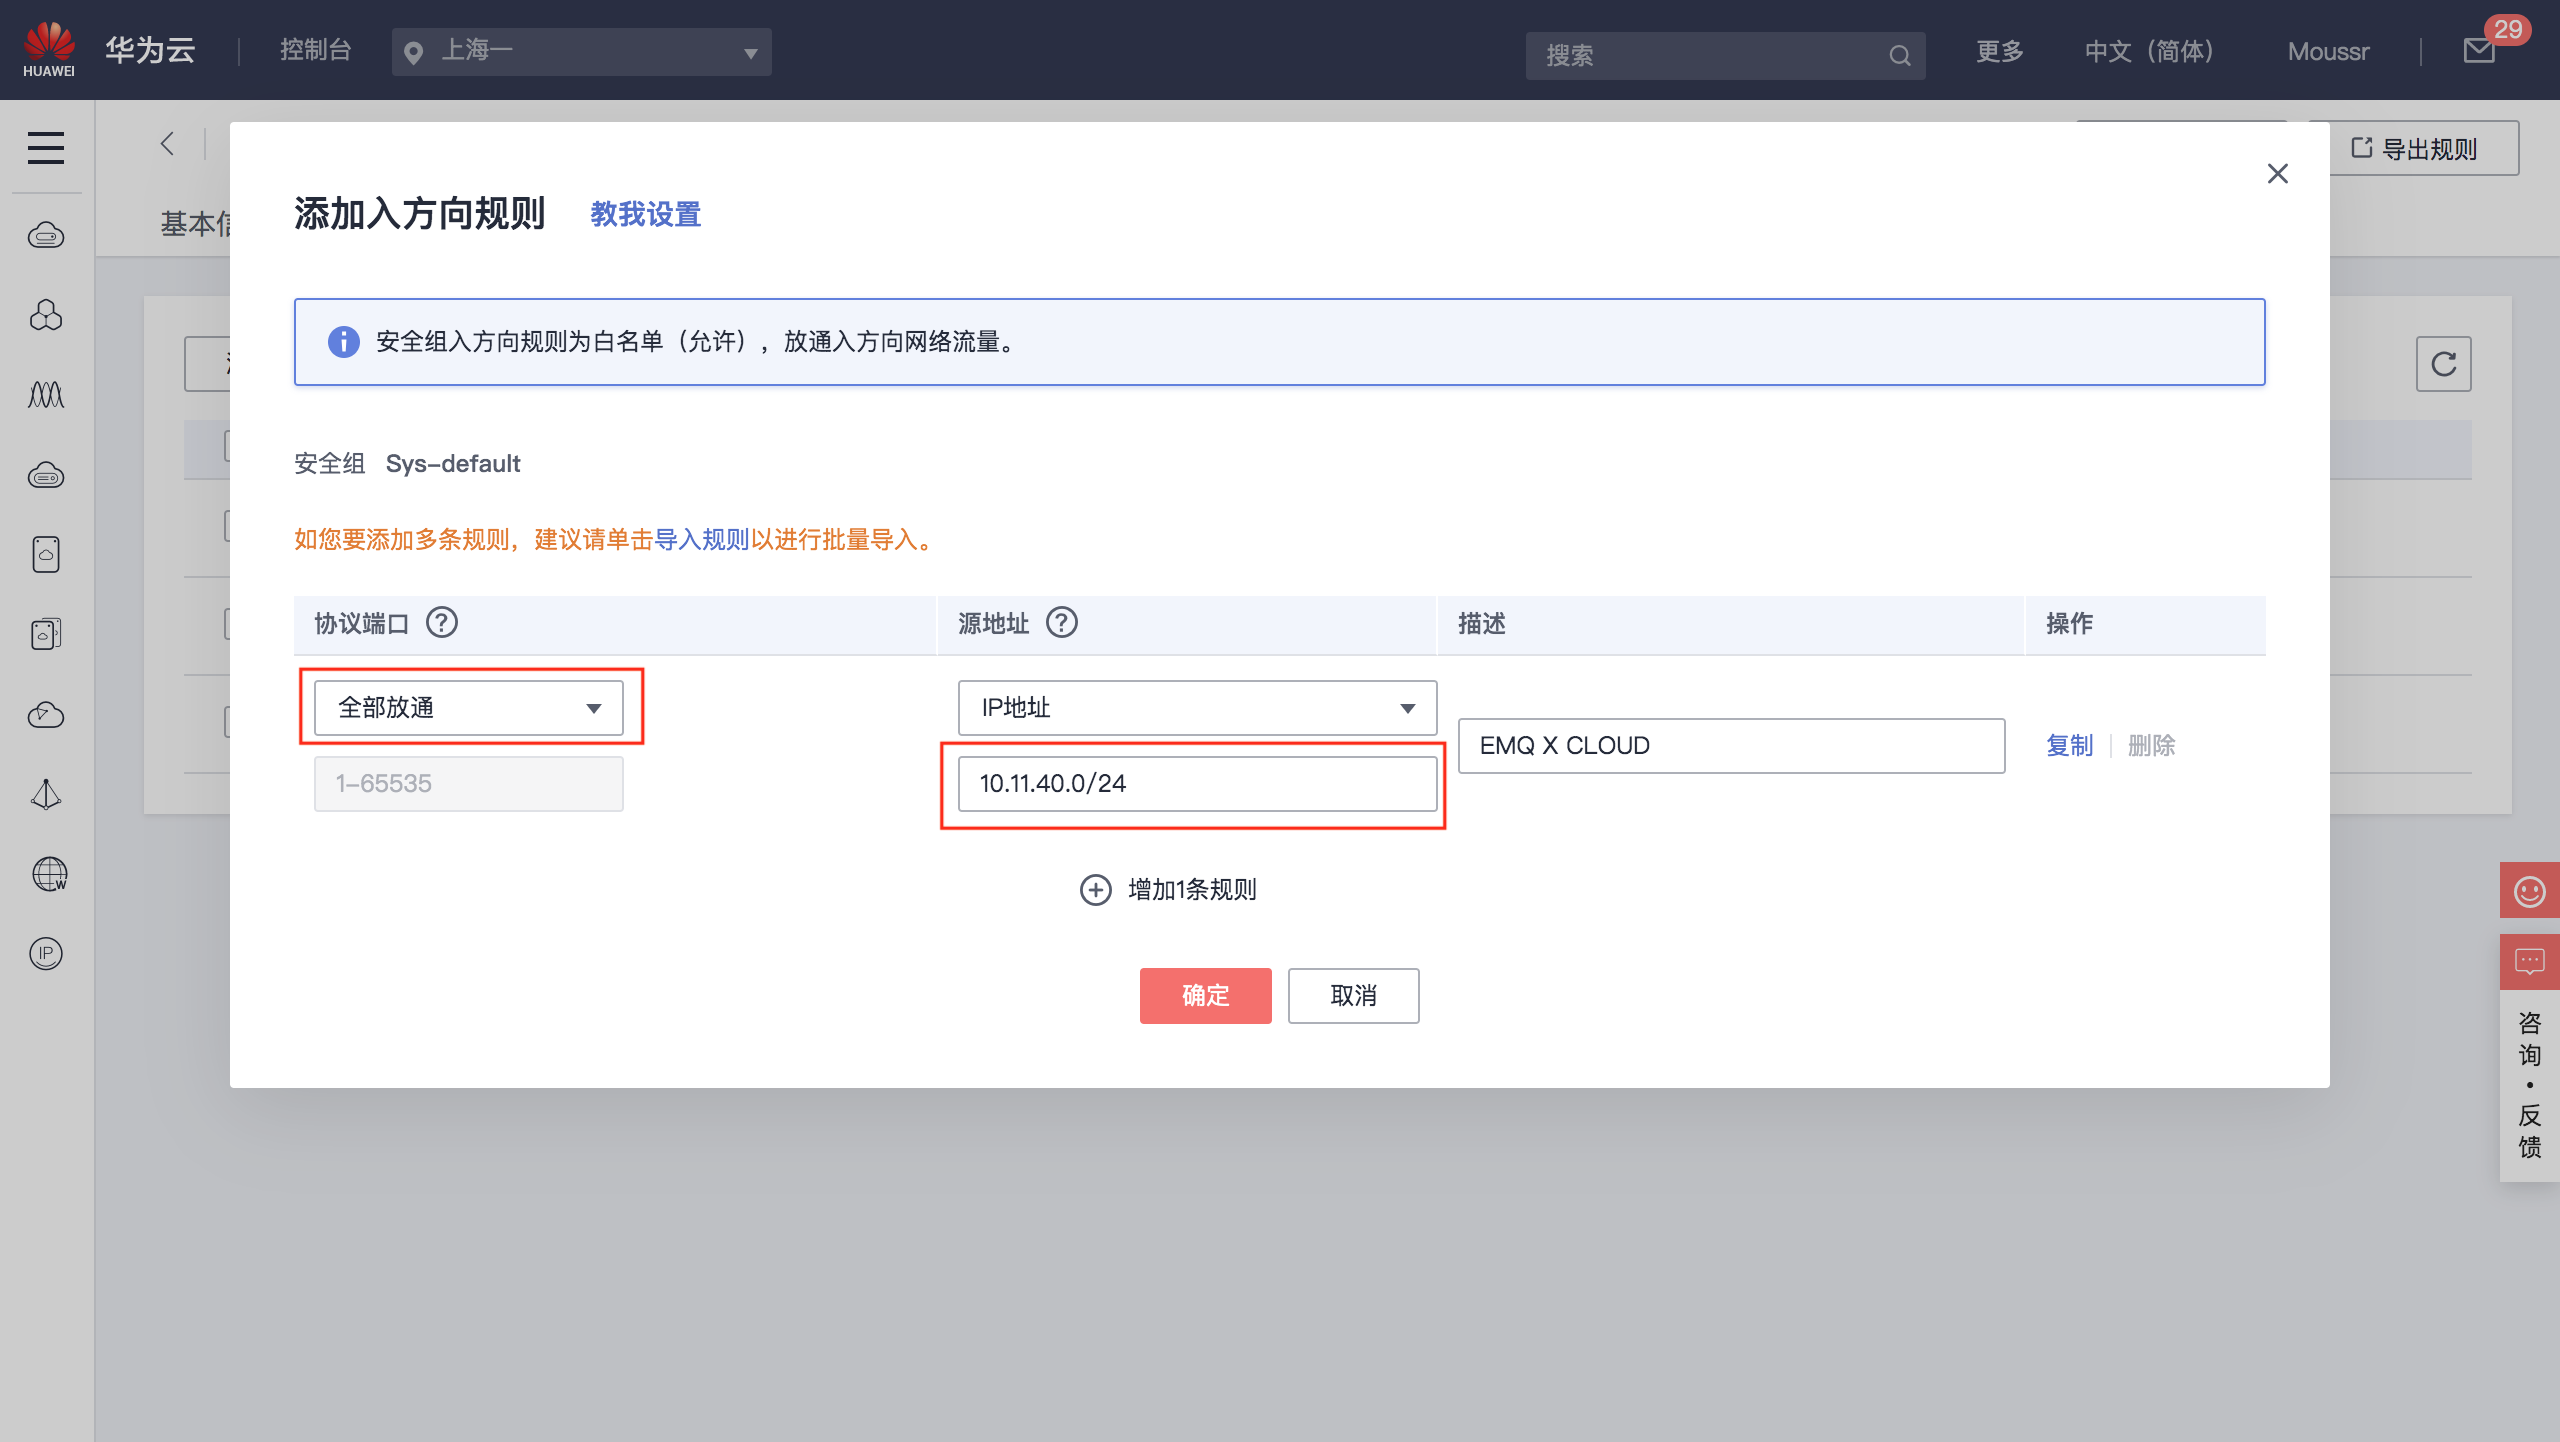 HUAWEI
华为云
控制台
上海一
搜索
更多
中文（简体）
Moussr
29
导出规则
基本
添加入方向规则
教我设置
安全组入方向规则为白名单（允许），放通入方向网络流量。
安全组 Sys-default
如您要添加多条规则，建议请单击导入规则以进行批量导入。
协议端口
源地址
描述
操作
全部放通
IP地址
1-65535
10.11.40.0/24
EMQ X CLOUD
复制
删除
增加1条规则
确定
取消
W
IP
咨询·反馈